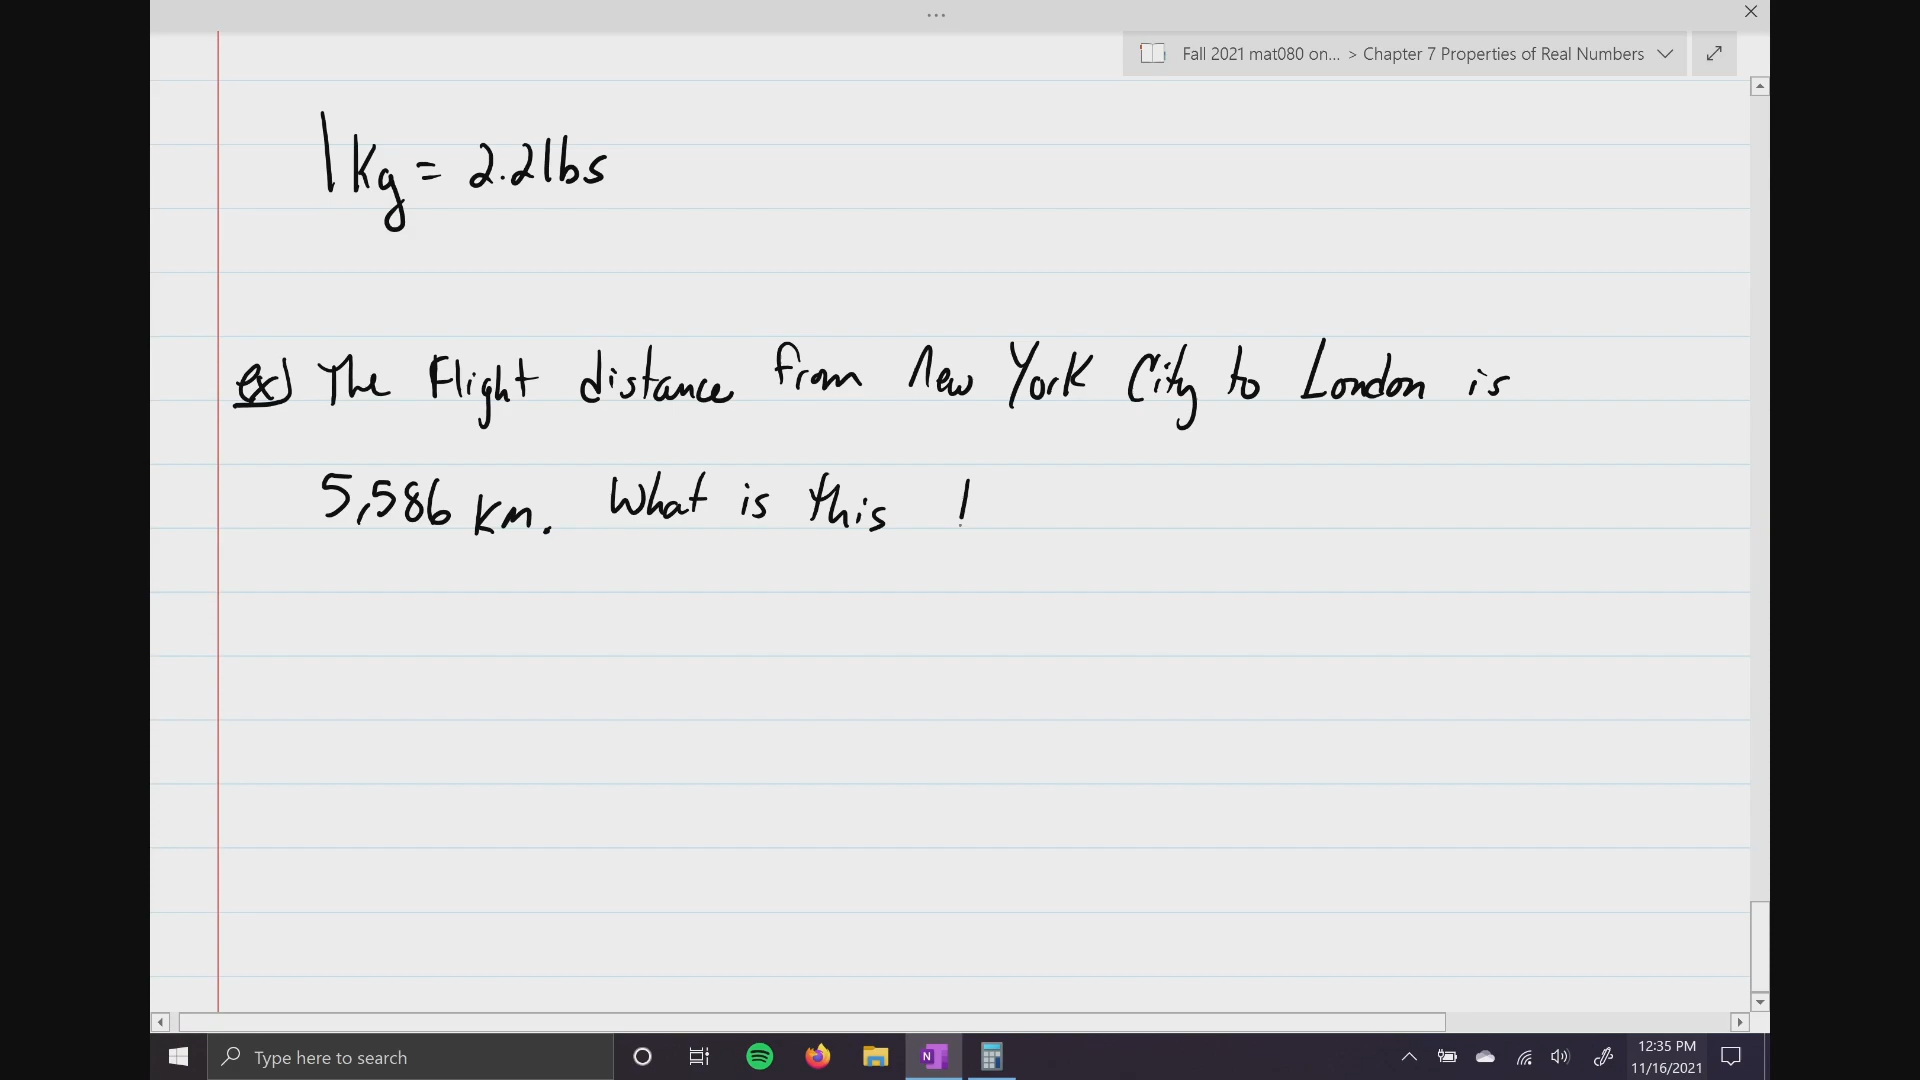 Fall 2021 mat080 on... > Chapter 7 Properties of Real Numbers
1 kg = 2.2 lbs
ex) The Flight distance from New York City to London is
5,586 km. What is this
Type here to search
12:35 PM
11/16/2021